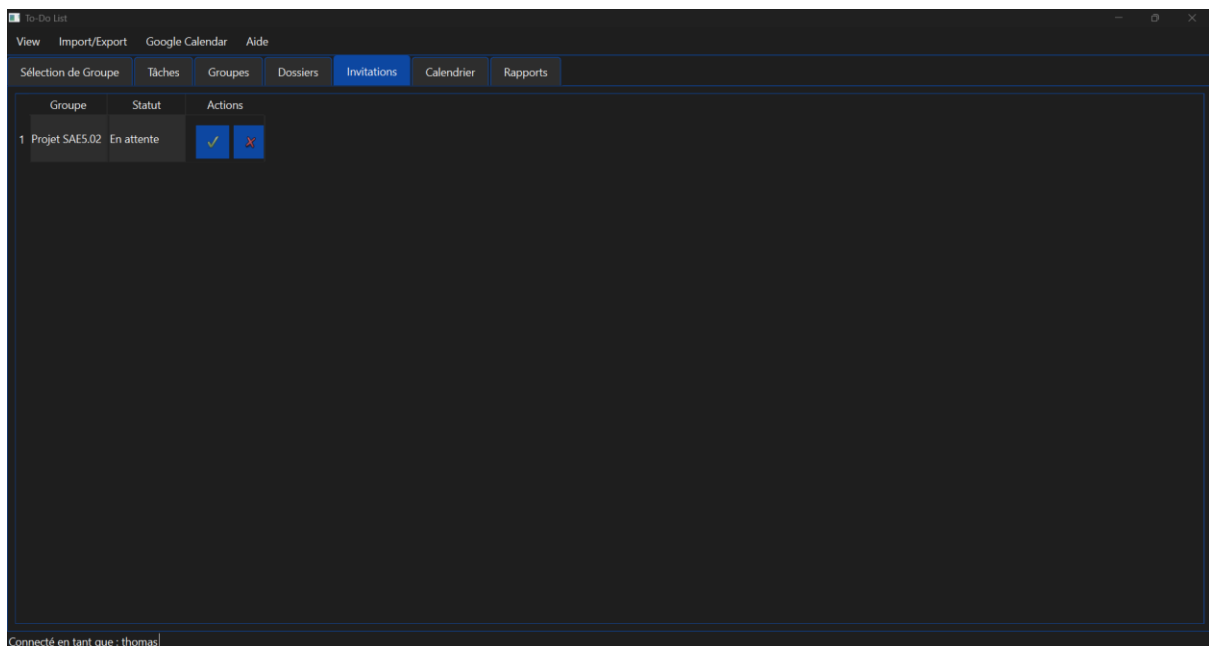 To-Do List
View Import/Export Google Calendar Aide
Sélection de Groupe Tâches Groupes Dossiers Invitations Calendrier Rapports
Groupe Statut Actions
1 Projet SAE5.02 En attente
Connecté en tant que : thomas